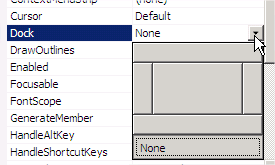 ContextMenuStrip (none)
Cursor Default
Dock None
DrawOutlines
Enabled
Focusable
FontScope
GenerateMember
HandleAltKey
None
HandleShortcutKeys